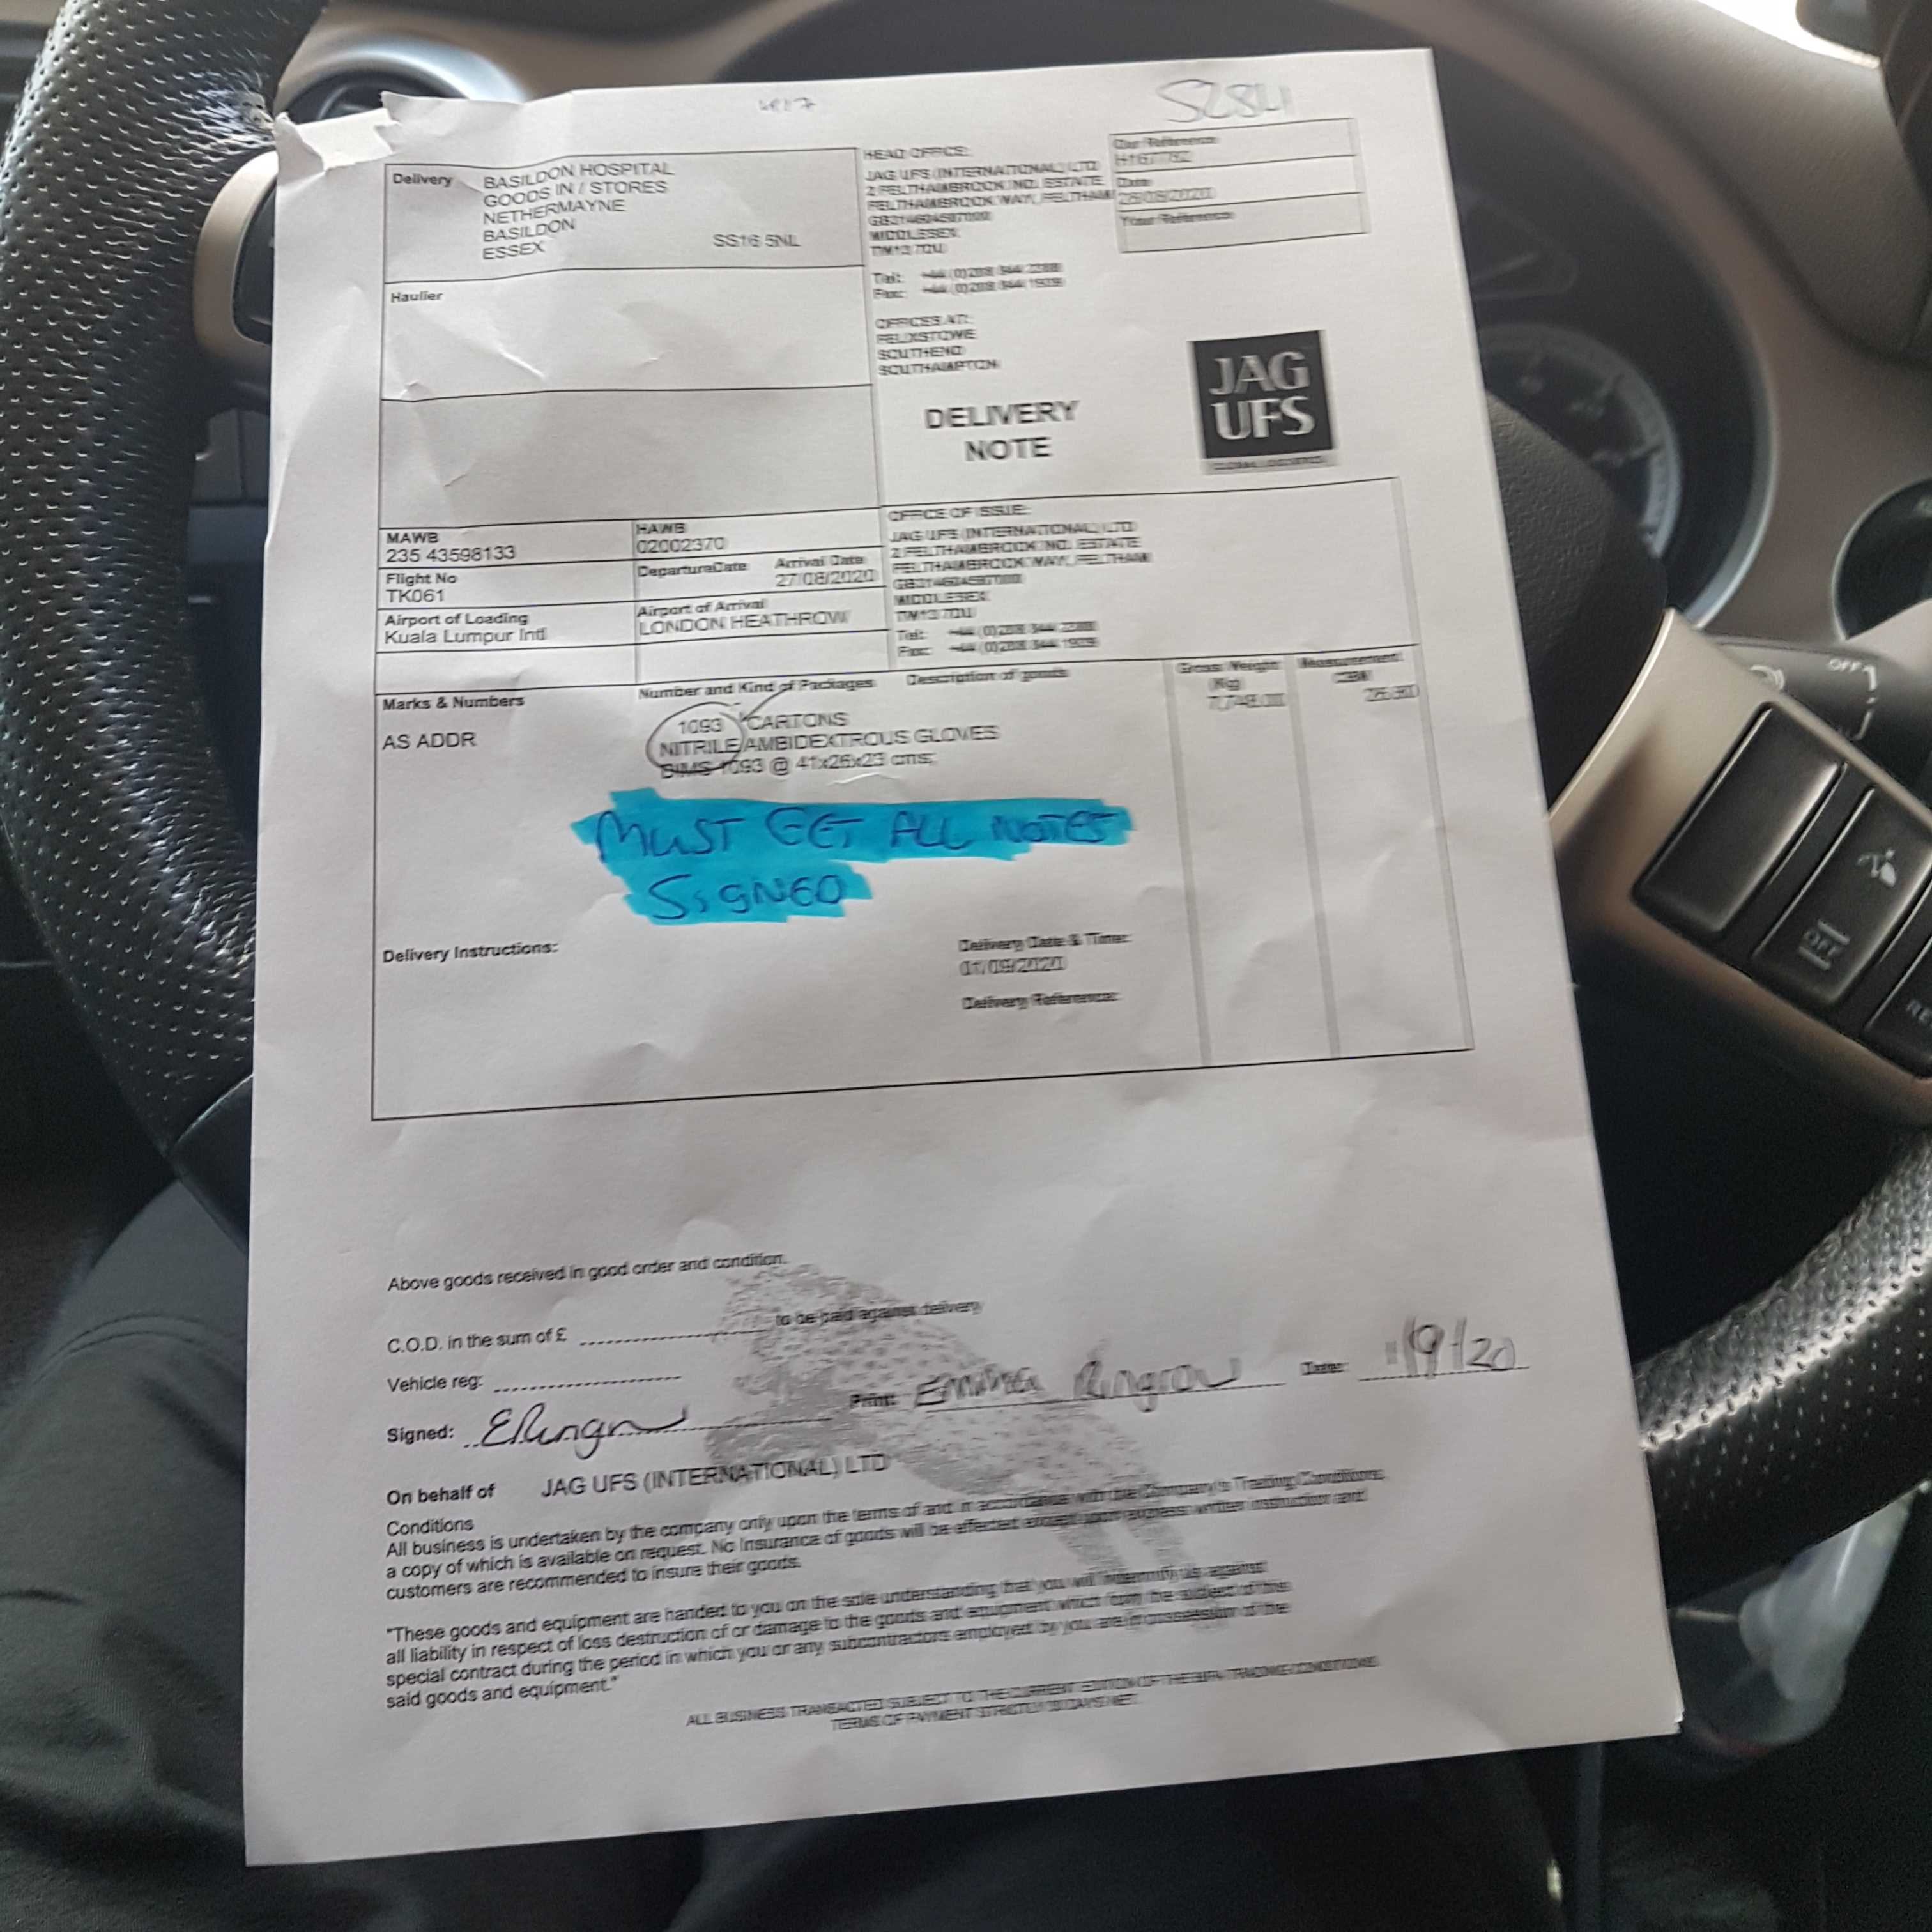 S2841
Delivery
BASILDON HOSPITAL
GOODS IN / STORES
NETHERMAYNE
BASILDON
ESSEX
SS16 5NL
Haulier
HEAD OFFICE:
JAG UFS (INTERNATIONAL) LTD
2 FELTHAMBROOK IND. ESTATE
FELTHAMBROOK WAY, FELTHAM
MIDDLESEX
TW13 7DU
Tel: +44 (0)208 844 2288
Fax: +44 (0)208 844 1939
OFFICES AT:
FELIXSTOWE
SOUTHEND
SOUTHAMPTON
Our Reference
H167782
Date
28/08/2020
Your Reference
DELIVERY
NOTE
JAG
UFS
GLOBAL LOGISTICS
MAWB
235 43598133
HAWB
02002370
Flight No
TK061
DepartureDate
Arrival Date
27/08/2020
Airport of Loading
Kuala Lumpur Intl
Airport of Arrival
LONDON HEATHROW
OFFICE OF ISSUE:
JAG UFS (INTERNATIONAL) LTD
2 FELTHAMBROOK IND. ESTATE
FELTHAMBROOK WAY, FELTHAM
MIDDLESEX
TW13 7DU
Tel: +44 (0)208 844 2288
Fax: +44 (0)208 844 1939
Marks & Numbers
Number and Kind of Packages
Description of goods
Gross Weight
(Kg)
Measurement
CBM
AS ADDR
1093 CARTONS
NITRILE AMBIDEXTROUS GLOVES
DIMS 1093 @ 41x26x23 cms;
MUST GET ALL NOTES
SIGNED
Delivery Instructions:
Delivery Date & Time:
01/09/2020
Delivery Reference:
Above goods received in good order and condition.
C.O.D. in the sum of £ to be paid against delivery
Vehicle reg:
Signed:
Print: Emma
Date: 1/9/20
On behalf of JAG UFS (INTERNATIONAL) LTD
Conditions
All business is undertaken by the company only upon the terms of and in accordance with the Company's Trading Conditions
a copy of which is available on request. No Insurance of goods will be effected except upon express written instruction and
customers are recommended to insure their goods.
"These goods and equipment are handed to you on the sole understanding that you will indemnify us against
all liability in respect of loss destruction of or damage to the goods and equipment which form the subject of this
special contract during the period in which you or any subcontractors employed by you are in possession of the
said goods and equipment."
ALL BUSINESS TRANSACTED SUBJECT TO THE CURRENT EDITION OF THE BIFA TRADING CONDITIONS
TERMS OF PAYMENT STRICTLY 30 DAYS NET
OFF
OFF